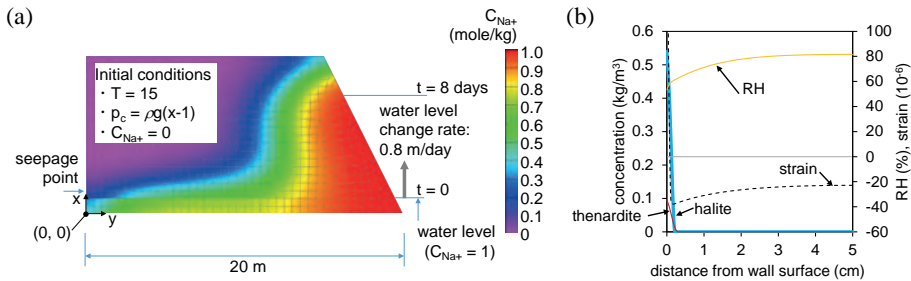 (a)
C_Na+
(mole/kg)
1.0
0.9
0.8
0.7
0.6
0.5
0.4
0.3
0.2
0.1
0
Initial conditions
・ T = 15
・ p_c = ρg(x-1)
・ C_Na+ = 0
t = 8 days
water level
change rate:
0.8 m/day
seepage
point
t = 0
x
y
(0, 0)
water level
(C_Na+ = 1)
20 m
(b)
concentration (kg/m³)
0.6
0.5
0.4
0.3
0.2
0.1
0
RH
strain
thenardite
halite
100
80
60
40
20
0
-20
-40
-60
RH (%), strain (10⁻⁶)
0 1 2 3 4 5
distance from wall surface (cm)